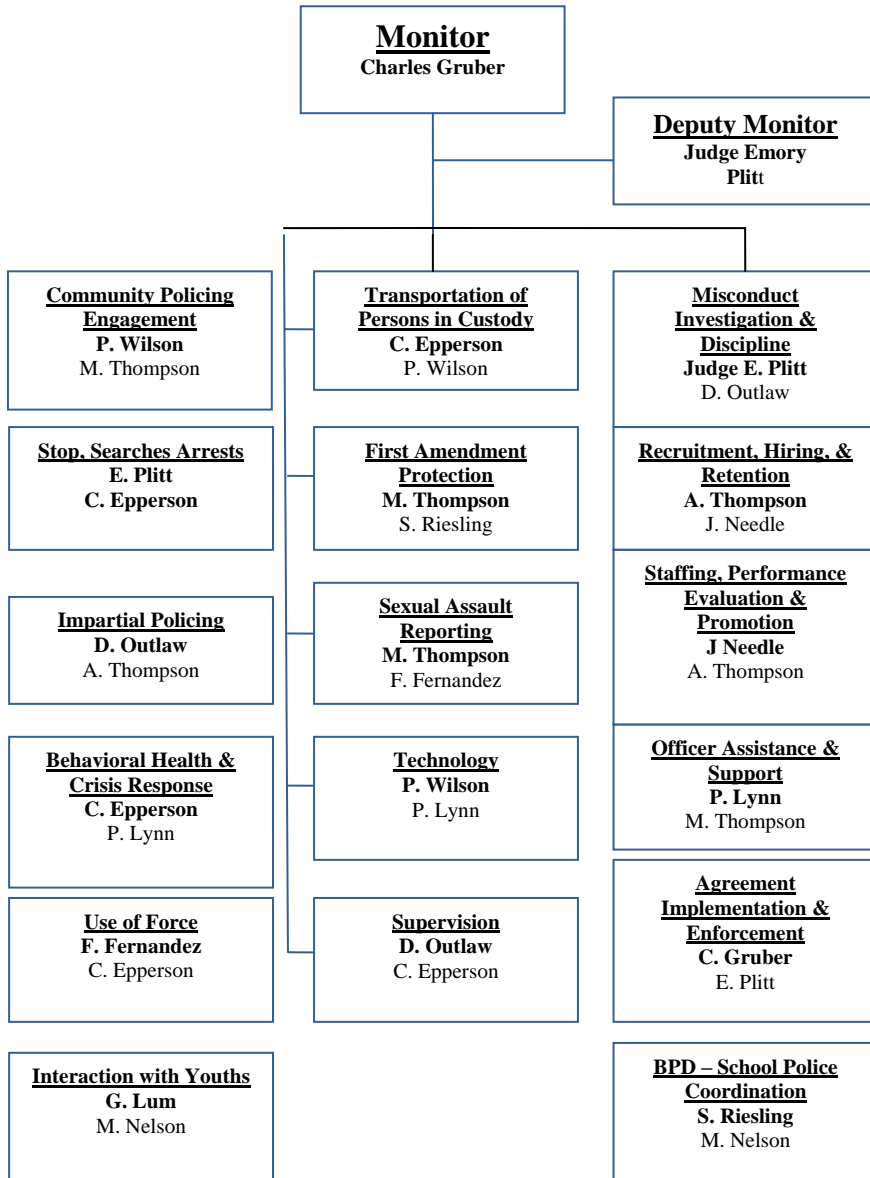 Monitor
Charles Gruber
Deputy Monitor
Judge Emory
Plitt
Community Policing
Engagement
P. Wilson
M. Thompson
Transportation of
Persons in Custody
C. Epperson
P. Wilson
Misconduct
Investigation &
Discipline
Judge E. Plitt
D. Outlaw
Stop, Searches Arrests
E. Plitt
C. Epperson
First Amendment
Protection
M. Thompson
S. Riesling
Recruitment, Hiring, &
Retention
A. Thompson
J. Needle
Impartial Policing
D. Outlaw
A. Thompson
Sexual Assault
Reporting
M. Thompson
F. Fernandez
Staffing, Performance
Evaluation &
Promotion
J Needle
A. Thompson
Behavioral Health &
Crisis Response
C. Epperson
P. Lynn
Technology
P. Wilson
P. Lynn
Officer Assistance &
Support
P. Lynn
M. Thompson
Use of Force
F. Fernandez
C. Epperson
Supervision
D. Outlaw
C. Epperson
Agreement
Implementation &
Enforcement
C. Gruber
E. Plitt
Interaction with Youths
G. Lum
M. Nelson
BPD – School Police
Coordination
S. Riesling
M. Nelson